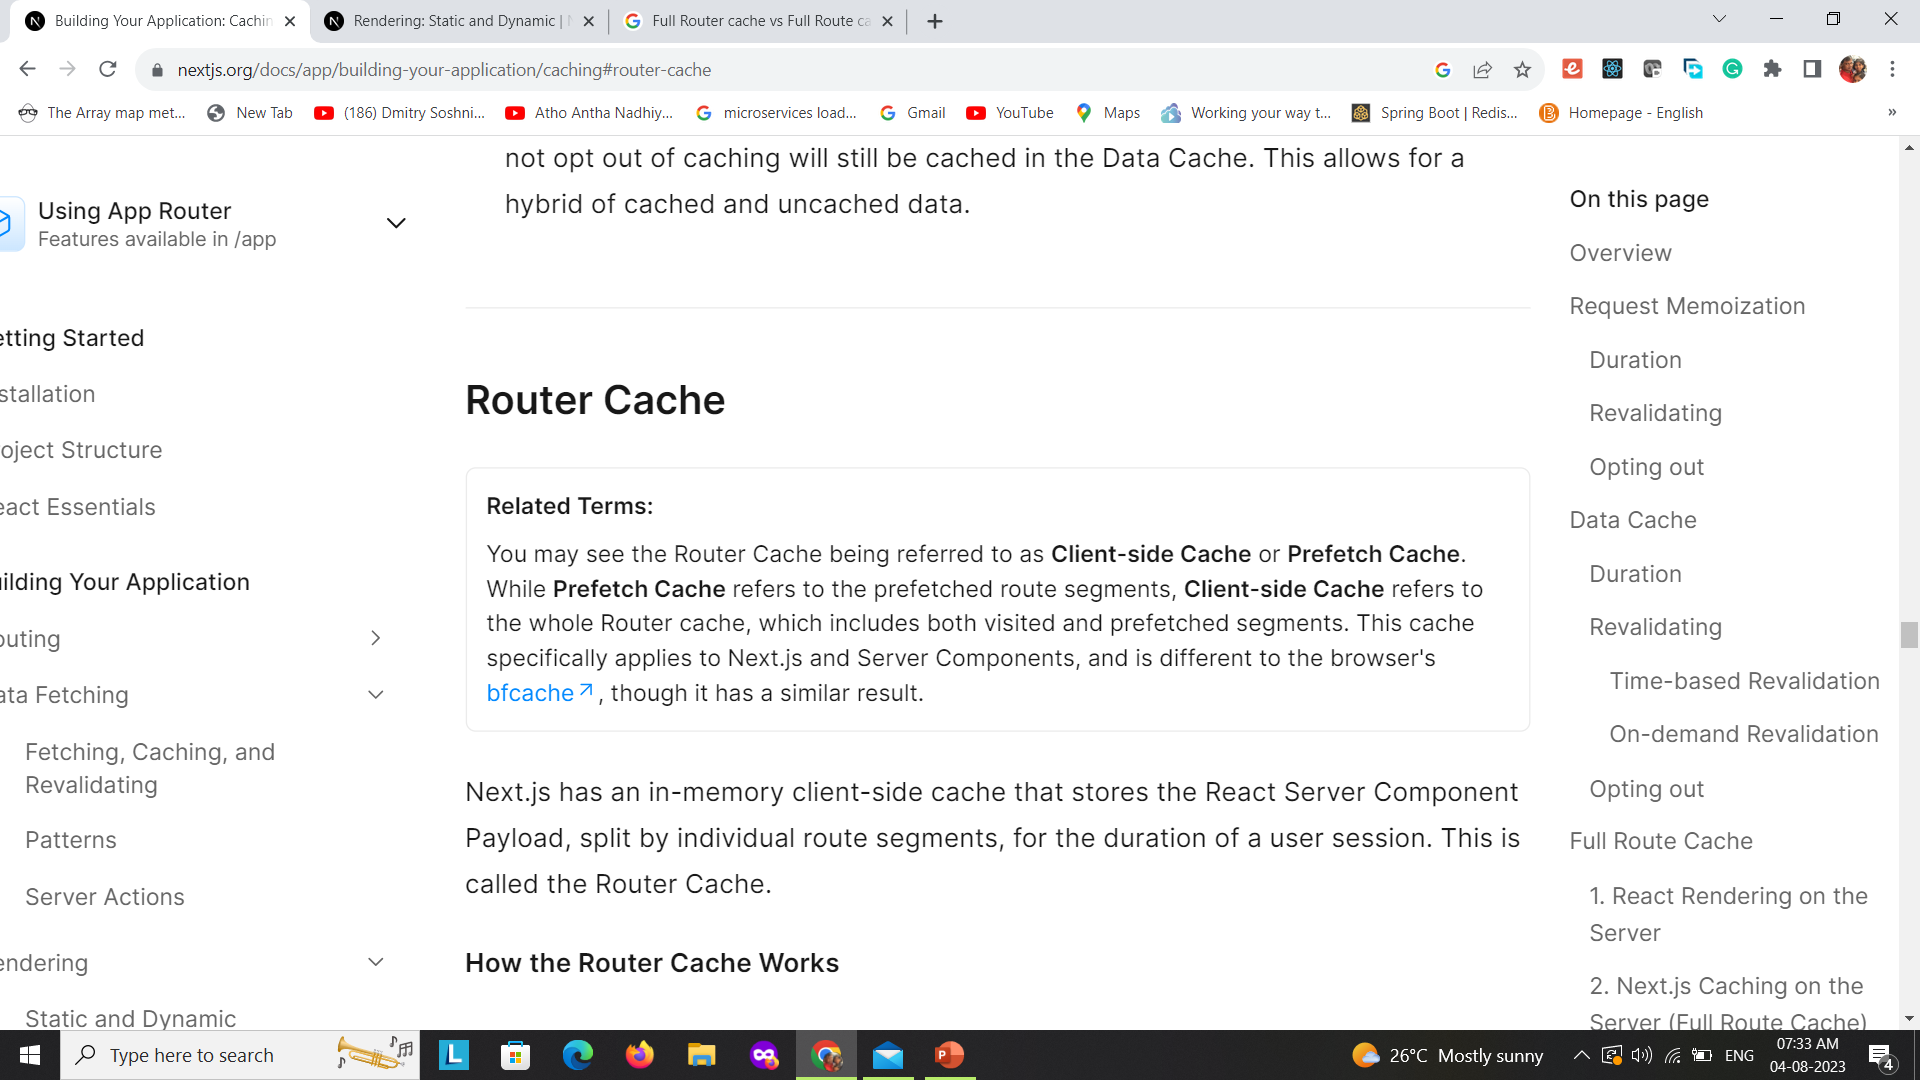 Building Your Application: Cachin
Rendering: Static and Dynamic |
Full Router cache vs Full Route ca
nextjs.org/docs/app/building-your-application/caching#router-cache
The Array map met...
New Tab
(186) Dmitry Soshni...
Atho Antha Nadhiy...
microservices load...
Gmail
YouTube
Maps
Working your way t...
Spring Boot | Redis...
Homepage - English
»
Using App Router
Features available in /app
etting Started
stallation
oject Structure
eact Essentials
ilding Your Application
outing
ata Fetching
Fetching, Caching, and
Revalidating
Patterns
Server Actions
endering
Static and Dynamic
not opt out of caching will still be cached in the Data Cache. This allows for a
hybrid of cached and uncached data.
Router Cache
Related Terms:
You may see the Router Cache being referred to as Client-side Cache or Prefetch Cache.
While Prefetch Cache refers to the prefetched route segments, Client-side Cache refers to
the whole Router cache, which includes both visited and prefetched segments. This cache
specifically applies to Next.js and Server Components, and is different to the browser's
bfcache↗, though it has a similar result.
Next.js has an in-memory client-side cache that stores the React Server Component
Payload, split by individual route segments, for the duration of a user session. This is
called the Router Cache.
How the Router Cache Works
On this page
Overview
Request Memoization
Duration
Revalidating
Opting out
Data Cache
Duration
Revalidating
Time-based Revalidation
On-demand Revalidation
Opting out
Full Route Cache
1. React Rendering on the
Server
2. Next.js Caching on the
Server (Full Route Cache)
Type here to search
26°C Mostly sunny
ENG
07:33 AM
04-08-2023
4